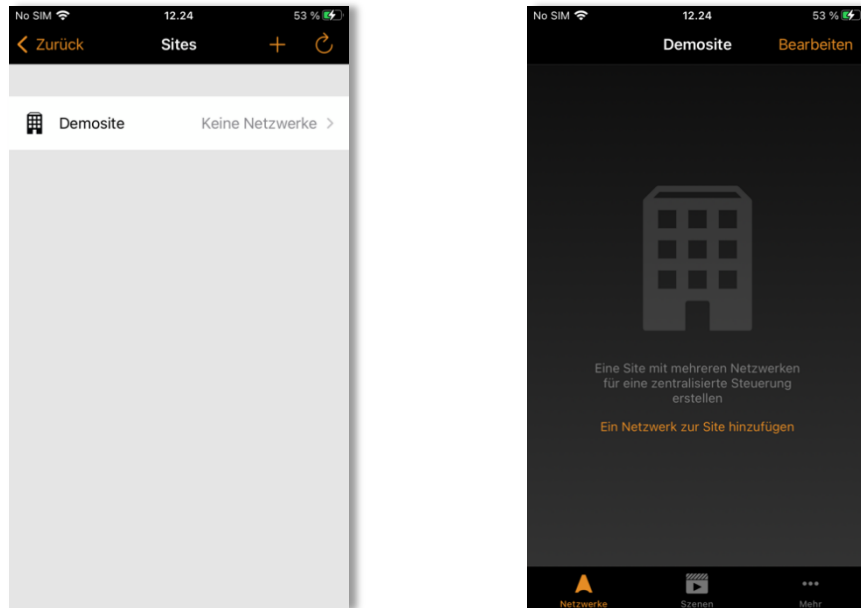 No SIM 12.24 53 %
Zurück Sites
Demosite Keine Netzwerke
No SIM 12.24 53 %
Demosite Bearbeiten
Eine Site mit mehreren Netzwerken
für eine zentralisierte Steuerung
erstellen
Ein Netzwerk zur Site hinzufügen
Netzwerke Szenen Mehr